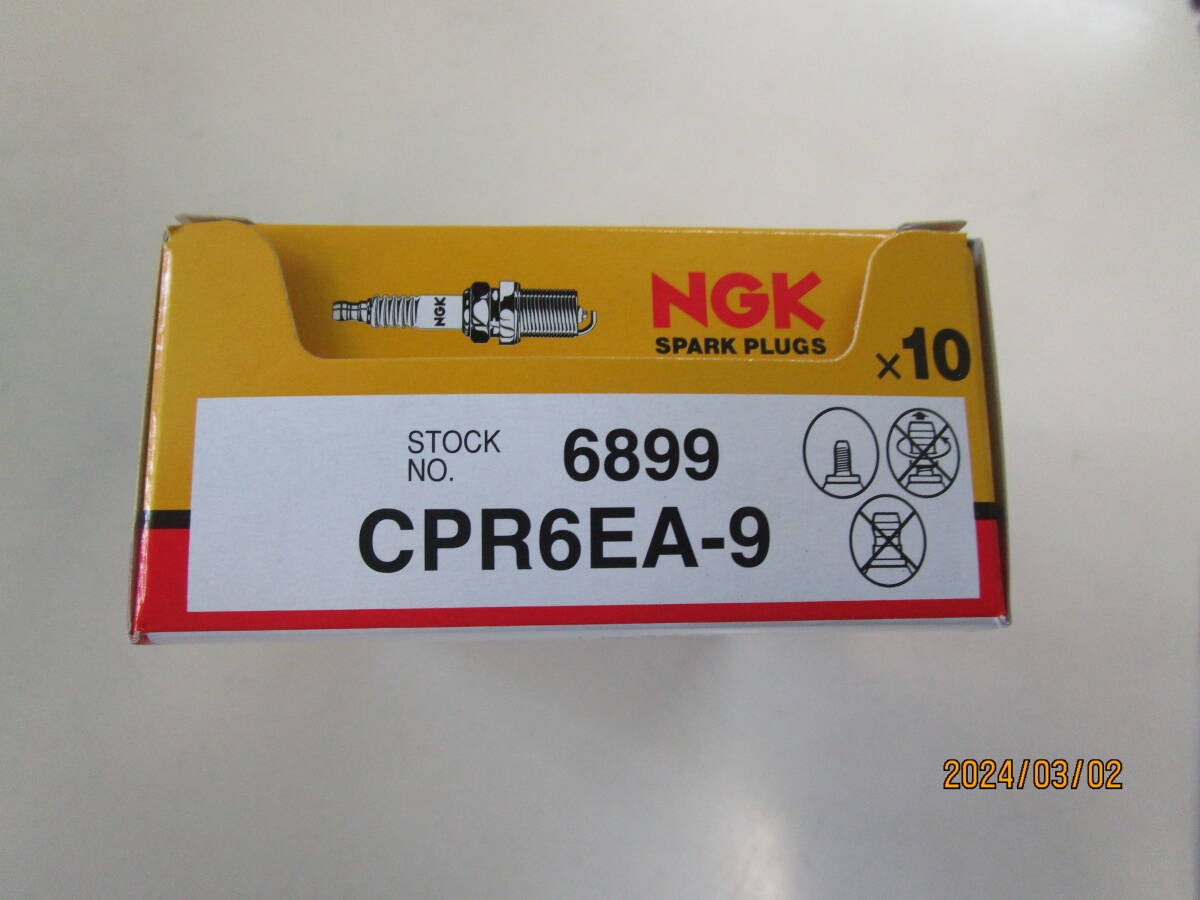 NGK
NGK
SPARK PLUGS
×10
STOCK
NO.
6899
CPR6EA-9
2024/03/02